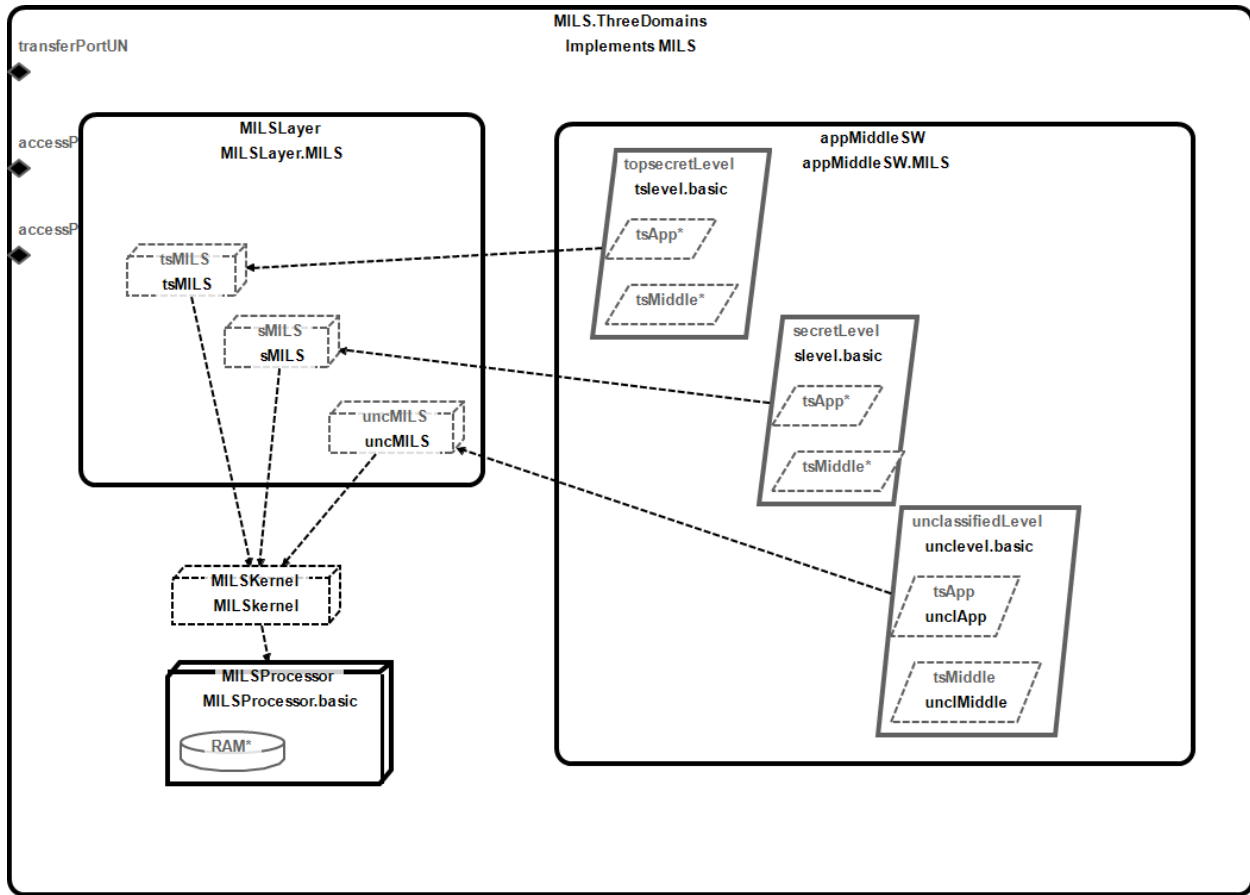 MILS.ThreeDomains
Implements MILS
transferPortUN
accessP
accessP
MILSLayer
MILSLayer.MILS
tsMILS
tsMILS
sMILS
sMILS
uncMILS
uncMILS
MILSKernel
MILSkernel
MILSProcessor
MILSProcessor.basic
RAM*
appMiddleSW
appMiddleSW.MILS
topsecretLevel
tslevel.basic
tsApp*
tsMiddle*
secretLevel
slevel.basic
tsApp*
tsMiddle*
unclassifiedLevel
unclevel.basic
tsApp
unclApp
tsMiddle
unclMiddle